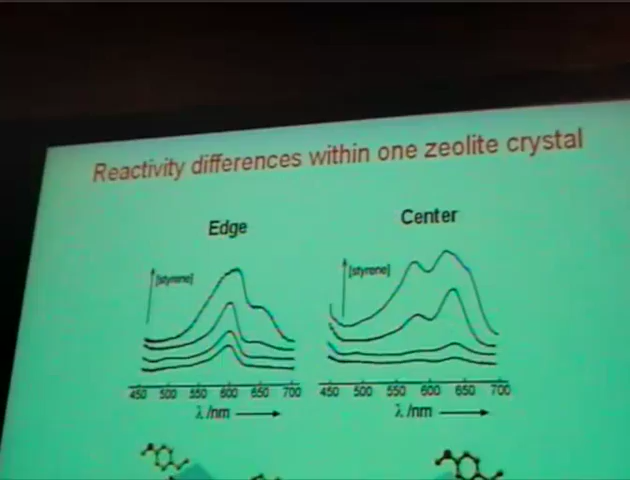 Reactivity differences within one zeolite crystal
Edge
Center
[styrene]
[styrene]
450 500 550 600 650 700
450 500 550 600 650 700
λ /nm
λ /nm